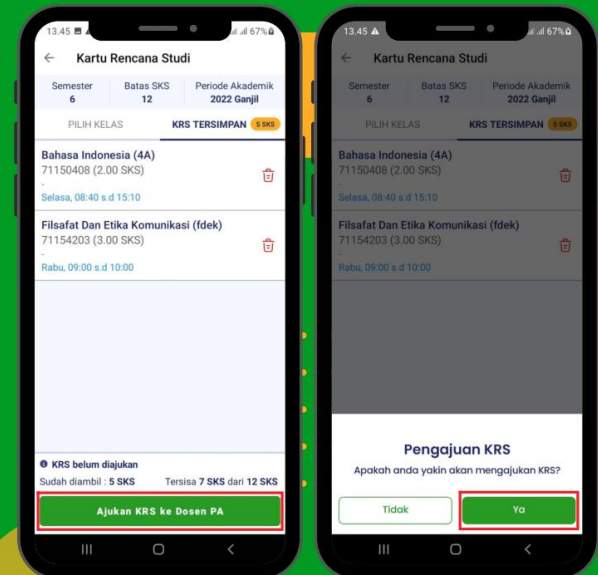 13.45
67%
Kartu Rencana Studi
Semester Batas SKS Periode Akademik
6 12 2022 Ganjil
PILIH KELAS KRS TERSIMPAN 5 SKS
Bahasa Indonesia (4A)
71150408 (2.00 SKS)
-
Selasa, 08:40 s.d 15:10
Filsafat Dan Etika Komunikasi (fdek)
71154203 (3.00 SKS)
-
Rabu, 09:00 s.d 10:00
KRS belum diajukan
Sudah diambil : 5 SKS Tersisa 7 SKS dari 12 SKS
Ajukan KRS ke Dosen PA
13.45
67%
Kartu Rencana Studi
Semester Batas SKS Periode Akademik
6 12 2022 Ganjil
PILIH KELAS KRS TERSIMPAN 5 SKS
Bahasa Indonesia (4A)
71150408 (2.00 SKS)
-
Selasa, 08:40 s.d 15:10
Filsafat Dan Etika Komunikasi (fdek)
71154203 (3.00 SKS)
-
Rabu, 09:00 s.d 10:00
Pengajuan KRS
Apakah anda yakin akan mengajukan KRS?
Tidak Ya